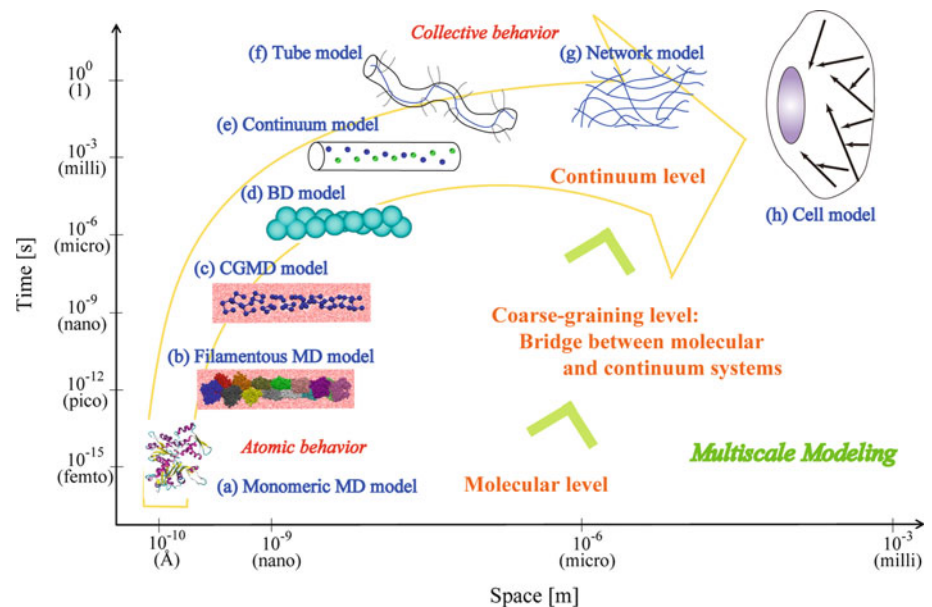 Collective behavior
(f) Tube model
(g) Network model
10⁰
(1)
(e) Continuum model
10⁻³
(milli)
Continuum level
(d) BD model
(h) Cell model
10⁻⁶
(micro)
Time [s]
(c) CGMD model
10⁻⁹
(nano)
Coarse-graining level:
Bridge between molecular
and continuum systems
(b) Filamentous MD model
10⁻¹²
(pico)
Atomic behavior
Multiscale Modeling
10⁻¹⁵
(femto)
(a) Monomeric MD model
Molecular level
10⁻¹⁰
(Å)
10⁻⁹
(nano)
10⁻⁶
(micro)
10⁻³
(milli)
Space [m]